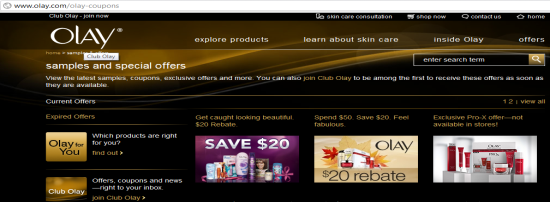 www.olay.com/olay-coupons
Club Olay - join now
skin care consultation
shop now
contact us
home
OLAY
explore products
learn about skin care
inside Olay
offers
home > samples
Club Olay
samples and special offers
enter search term
View the latest samples, coupons, exclusive offers and more. You can also join Club Olay to be among the first to receive these offers as soon as
they are available.
Current Offers
1 2 | view all
Expired Offers
Olay for
You
Which products are right
for you?
find out >
Club Olay
Offers, coupons and news
—right to your inbox.
join Club Olay >
Get caught looking beautiful.
$20 Rebate.
SAVE $20
Spend $50. Save $20. Feel
fabulous.
OLAY
$20 rebate
Exclusive Pro-X offer—not
available in stores!